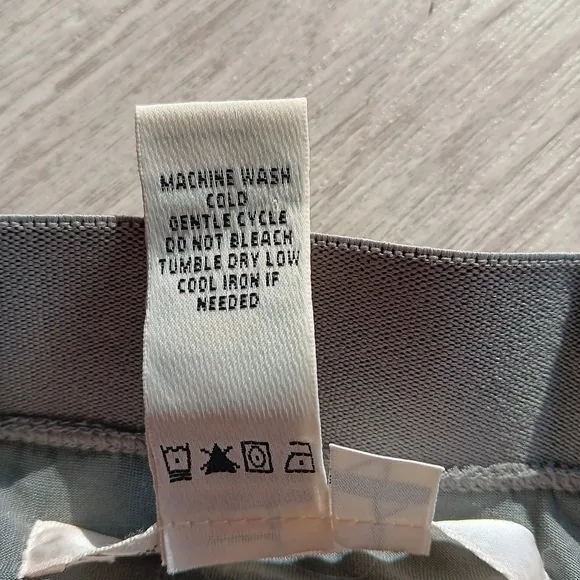 MACHINE WASH
COLD
GENTLE CYCLE
DO NOT BLEACH
TUMBLE DRY LOW
COOL IRON IF
NEEDED